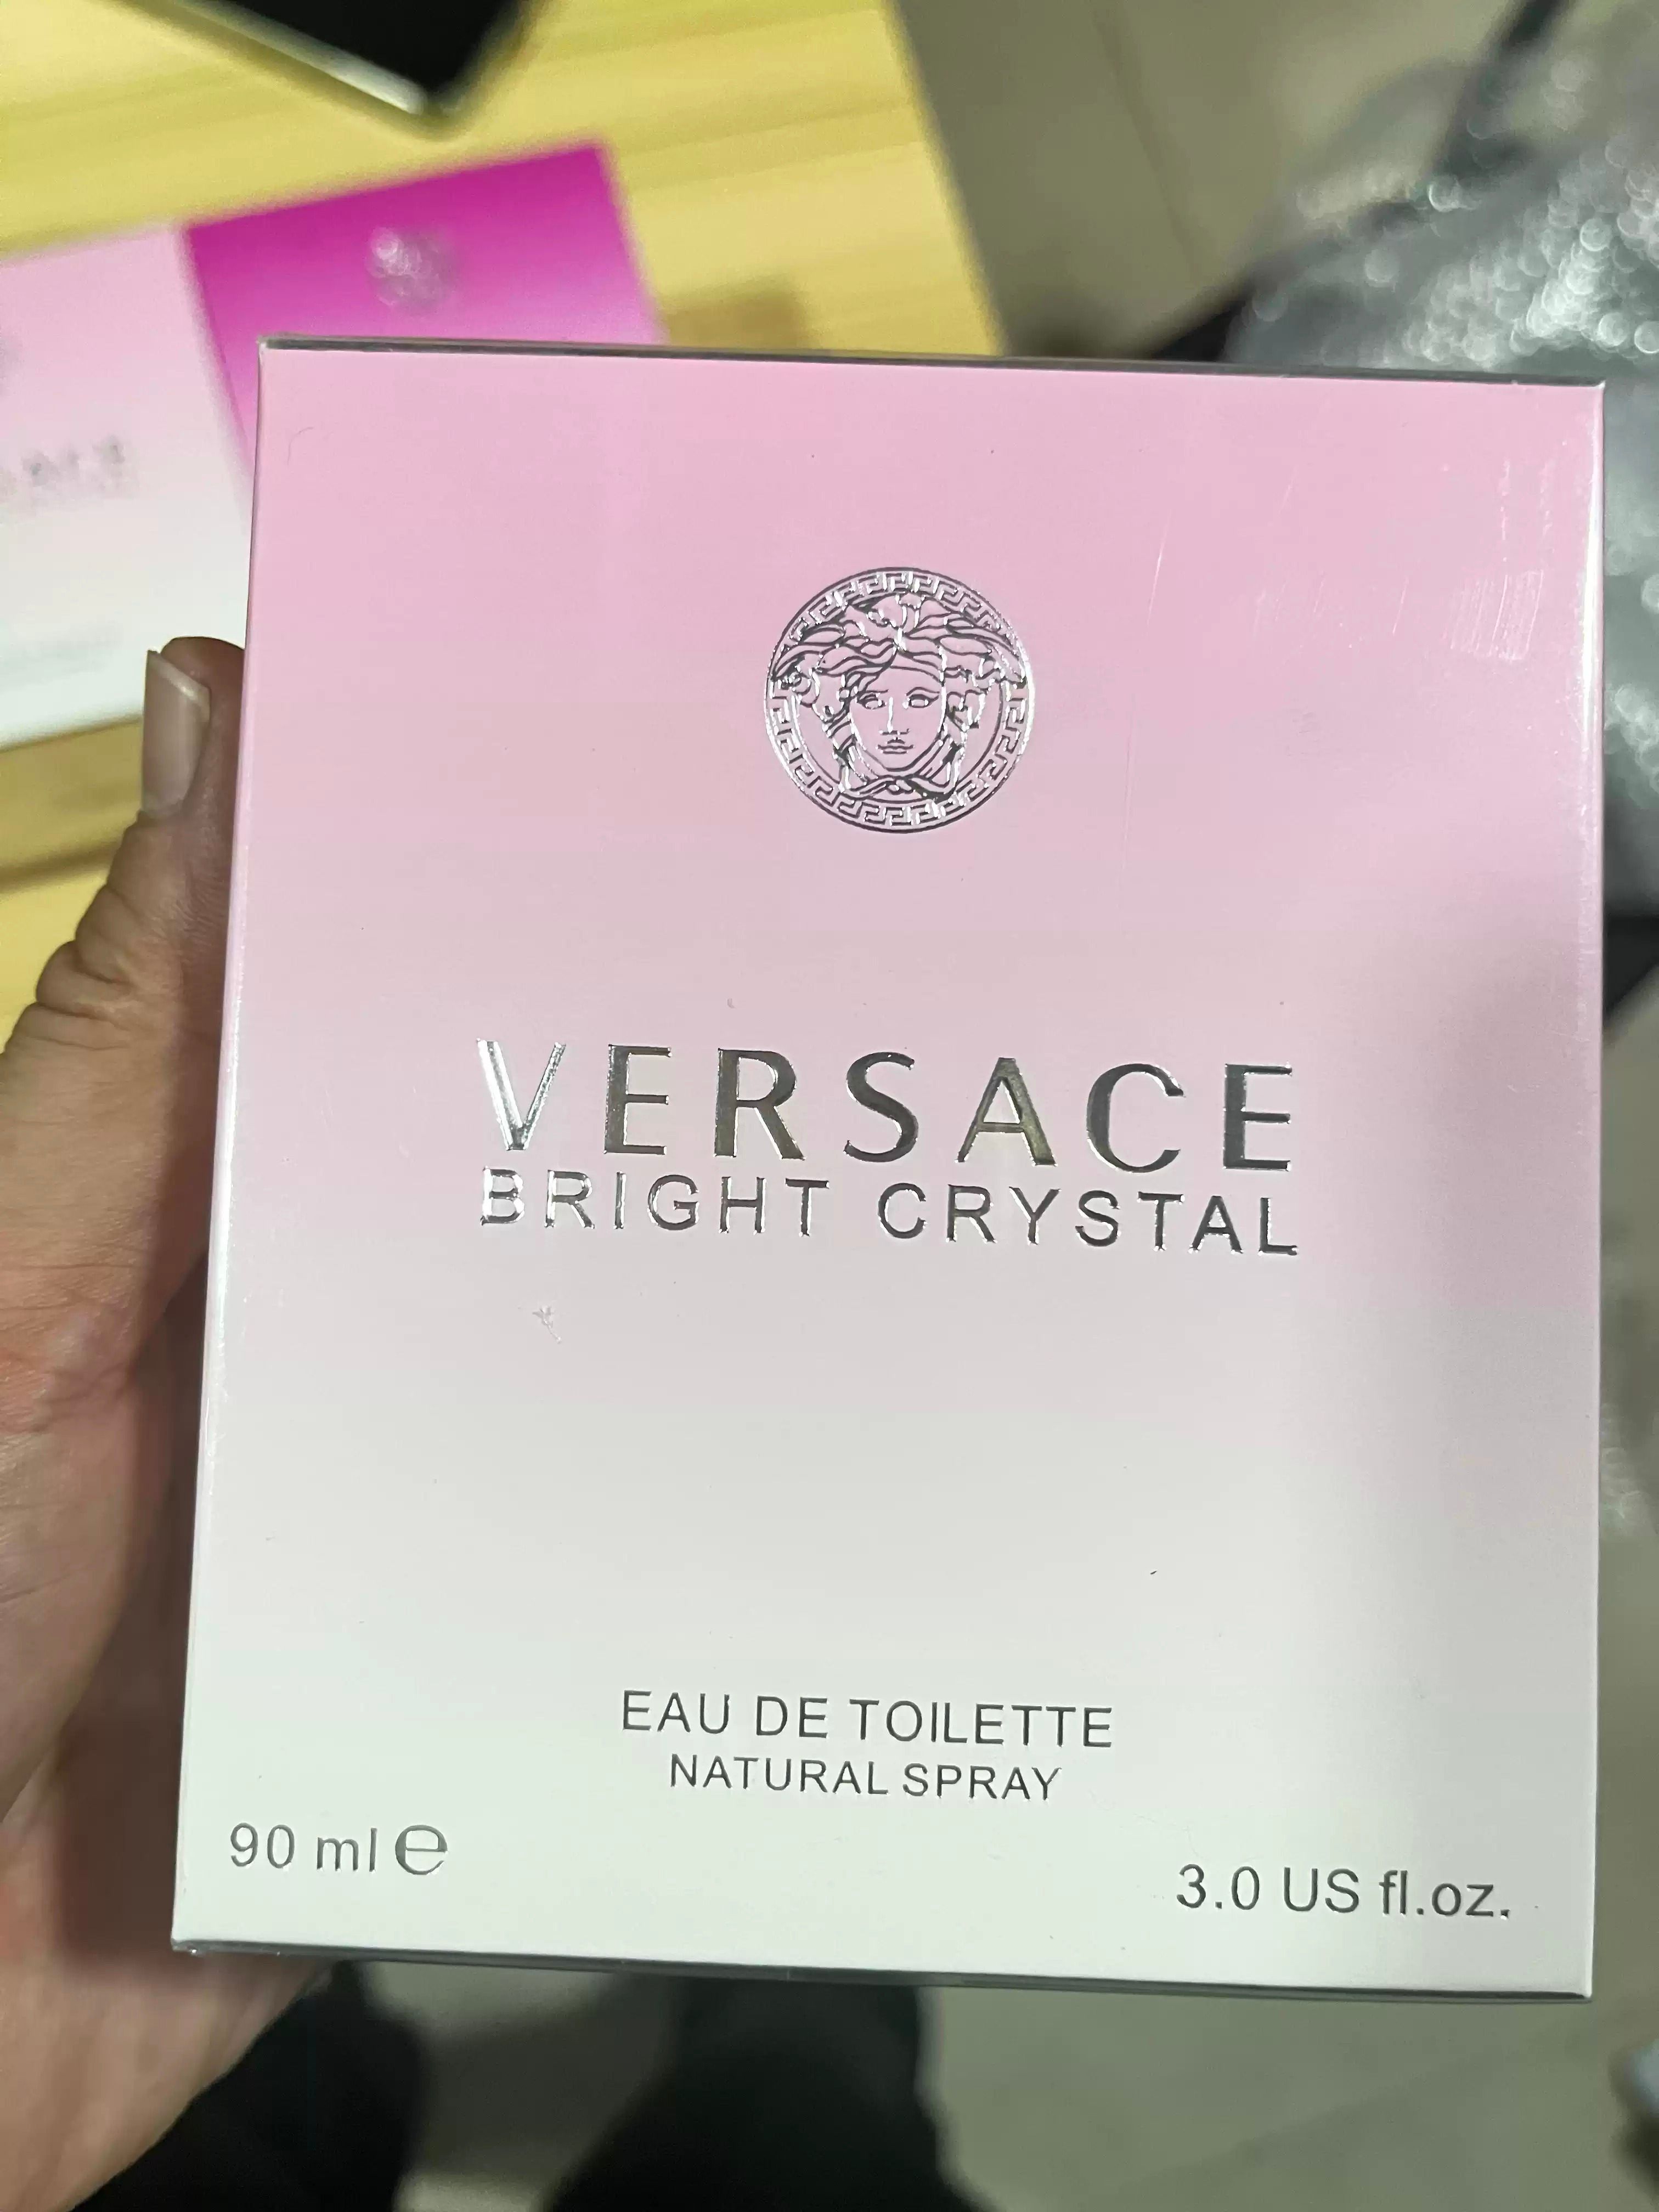 VERSACE
BRIGHT CRYSTAL
EAU DE TOILETTE
NATURAL SPRAY
90 ml ℮
3.0 US fl.oz.